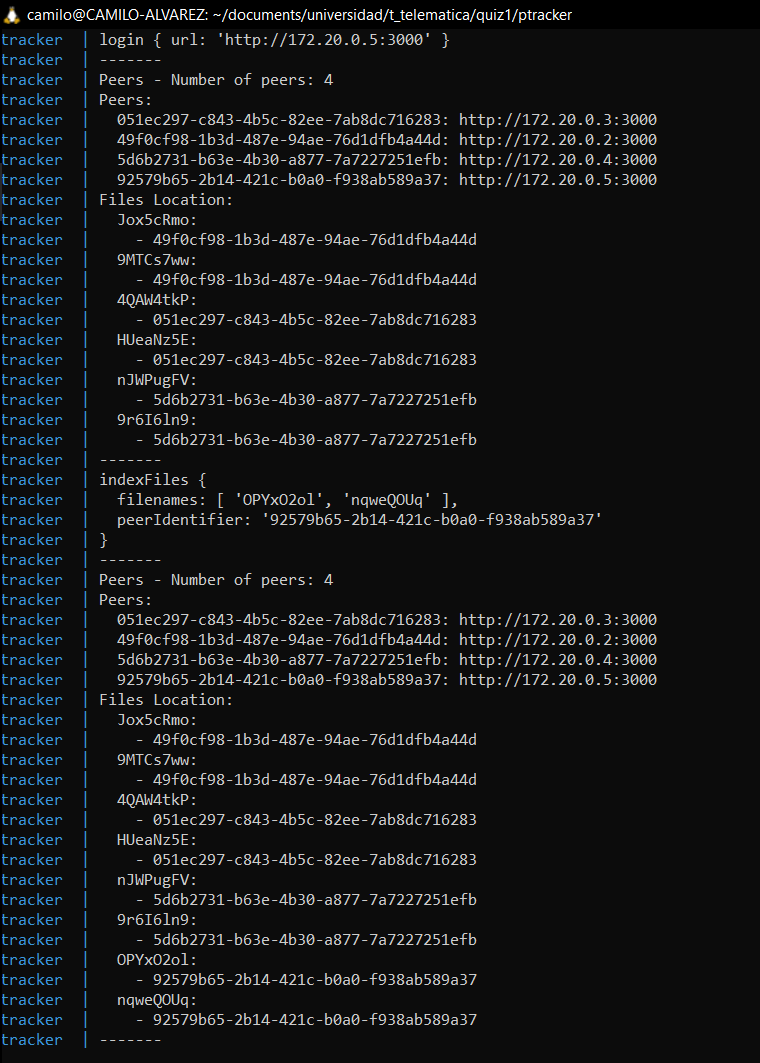 camilo@CAMILO-ALVAREZ: ~/documents/universidad/t_telematica/quiz1/ptracker
tracker  | login { url: 'http://172.20.0.5:3000' }
tracker  | -------
tracker  | Peers - Number of peers: 4
tracker  | Peers:
tracker  |   051ec297-c843-4b5c-82ee-7ab8dc716283: http://172.20.0.3:3000
tracker  |   49f0cf98-1b3d-487e-94ae-76d1dfb4a44d: http://172.20.0.2:3000
tracker  |   5d6b2731-b63e-4b30-a877-7a7227251efb: http://172.20.0.4:3000
tracker  |   92579b65-2b14-421c-b0a0-f938ab589a37: http://172.20.0.5:3000
tracker  | Files Location:
tracker  |   Jox5cRmo:
tracker  |     - 49f0cf98-1b3d-487e-94ae-76d1dfb4a44d
tracker  |   9MTCs7ww:
tracker  |     - 49f0cf98-1b3d-487e-94ae-76d1dfb4a44d
tracker  |   4QAW4tkP:
tracker  |     - 051ec297-c843-4b5c-82ee-7ab8dc716283
tracker  |   HUeaNz5E:
tracker  |     - 051ec297-c843-4b5c-82ee-7ab8dc716283
tracker  |   nJWPugFV:
tracker  |     - 5d6b2731-b63e-4b30-a877-7a7227251efb
tracker  |   9r6I6ln9:
tracker  |     - 5d6b2731-b63e-4b30-a877-7a7227251efb
tracker  | -------
tracker  | indexFiles {
tracker  |   filenames: [ 'OPYxO2ol', 'nqweQOUq' ],
tracker  |   peerIdentifier: '92579b65-2b14-421c-b0a0-f938ab589a37'
tracker  | }
tracker  | -------
tracker  | Peers - Number of peers: 4
tracker  | Peers:
tracker  |   051ec297-c843-4b5c-82ee-7ab8dc716283: http://172.20.0.3:3000
tracker  |   49f0cf98-1b3d-487e-94ae-76d1dfb4a44d: http://172.20.0.2:3000
tracker  |   5d6b2731-b63e-4b30-a877-7a7227251efb: http://172.20.0.4:3000
tracker  |   92579b65-2b14-421c-b0a0-f938ab589a37: http://172.20.0.5:3000
tracker  | Files Location:
tracker  |   Jox5cRmo:
tracker  |     - 49f0cf98-1b3d-487e-94ae-76d1dfb4a44d
tracker  |   9MTCs7ww:
tracker  |     - 49f0cf98-1b3d-487e-94ae-76d1dfb4a44d
tracker  |   4QAW4tkP:
tracker  |     - 051ec297-c843-4b5c-82ee-7ab8dc716283
tracker  |   HUeaNz5E:
tracker  |     - 051ec297-c843-4b5c-82ee-7ab8dc716283
tracker  |   nJWPugFV:
tracker  |     - 5d6b2731-b63e-4b30-a877-7a7227251efb
tracker  |   9r6I6ln9:
tracker  |     - 5d6b2731-b63e-4b30-a877-7a7227251efb
tracker  |   OPYxO2ol:
tracker  |     - 92579b65-2b14-421c-b0a0-f938ab589a37
tracker  |   nqweQOUq:
tracker  |     - 92579b65-2b14-421c-b0a0-f938ab589a37
tracker  | -------